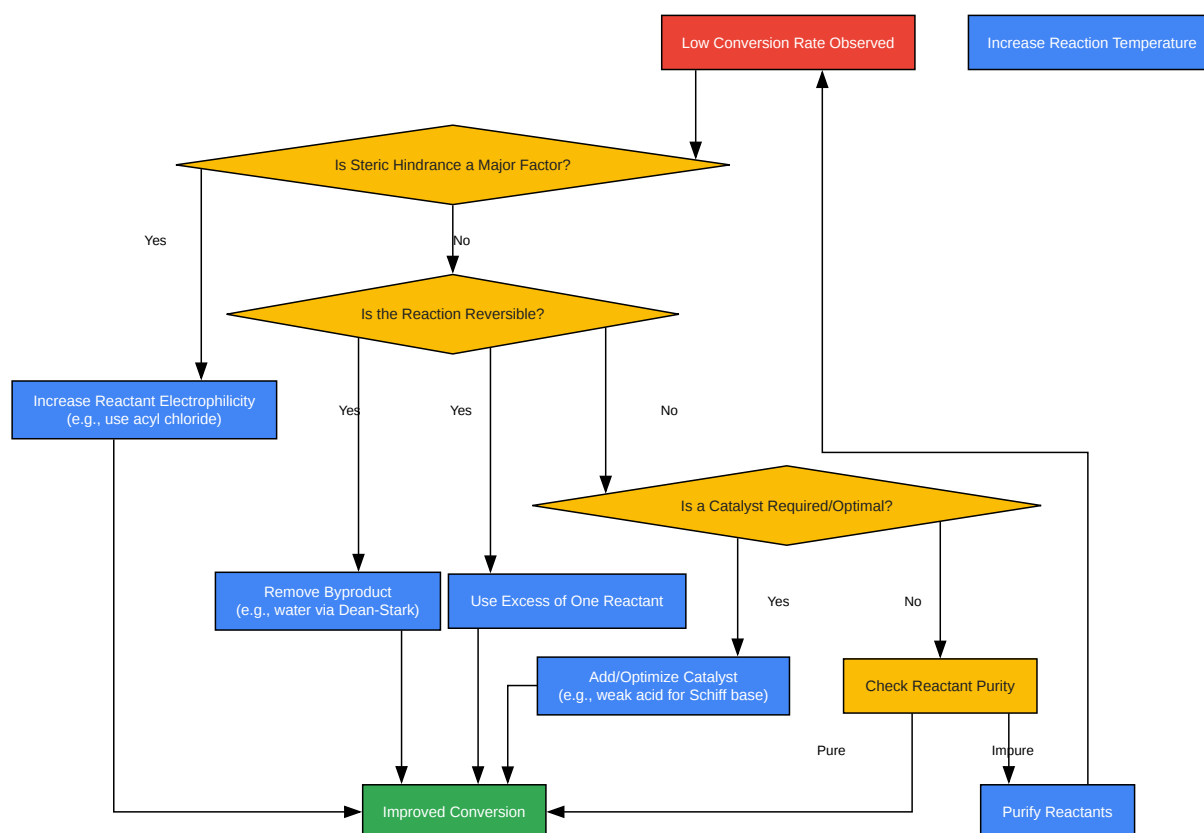 Low Conversion Rate Observed
Increase Reaction Temperature
Is Steric Hindrance a Major Factor?
Yes
No
Is the Reaction Reversible?
Increase Reactant Electrophilicity
(e.g., use acyl chloride)
Yes
Yes
No
Is a Catalyst Required/Optimal?
Remove Byproduct
(e.g., water via Dean-Stark)
Use Excess of One Reactant
Yes
No
Add/Optimize Catalyst
(e.g., weak acid for Schiff base)
Check Reactant Purity
Pure
Impure
Improved Conversion
Purify Reactants